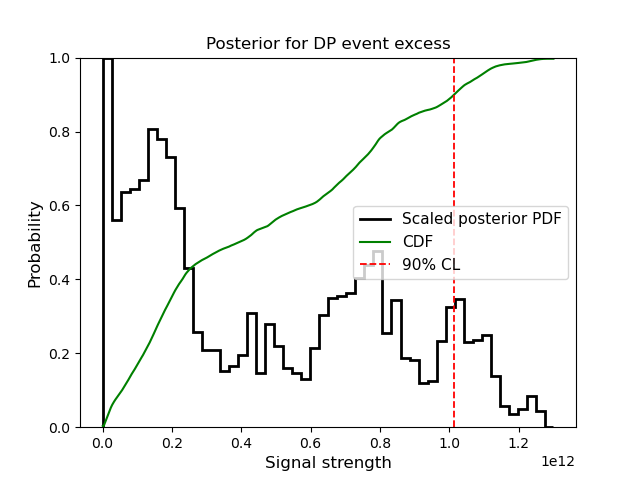 Posterior for DP event excess
Probability
1.0
0.8
0.6
0.4
0.2
0.0
Scaled posterior PDF
CDF
90% CL
0.0 0.2 0.4 0.6 0.8 1.0 1.2
1e12
Signal strength